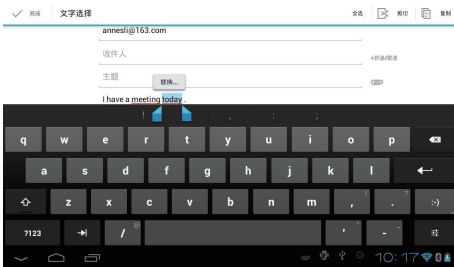 完成 文字选择 全选 剪切 复制
annesli@163.com
收件人 +抄送/密送
主题
替换...
I have a meeting today .
! , : ;
q w e r t y u i o p
a s d f g h j k l
z x c v b n m , ! . ? :-)
?123 / @ ' -
10:17